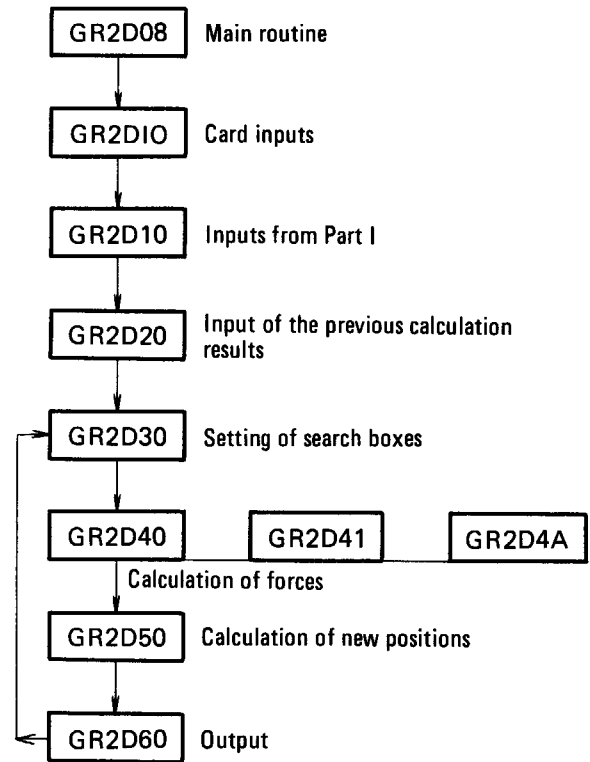 GR2D08 Main routine
GR2DIO Card inputs
GR2D10 Inputs from Part I
GR2D20 Input of the previous calculation
results
GR2D30 Setting of search boxes
GR2D40 GR2D41 GR2D4A
Calculation of forces
GR2D50 Calculation of new positions
GR2D60 Output